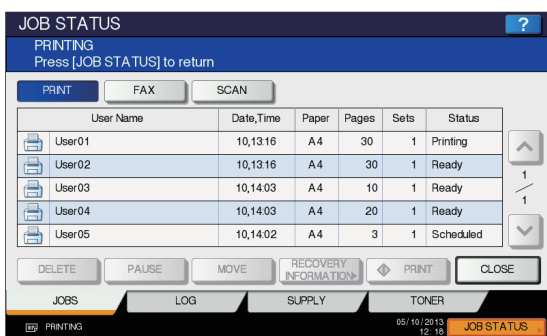 JOB STATUS ?
PRINTING
Press [JOB STATUS] to return
PRINT FAX SCAN
User Name Date,Time Paper Pages Sets Status
User01 10,13:16 A4 30 1 Printing
User02 10,13:16 A4 30 1 Ready
User03 10,14:03 A4 10 1 Ready
User04 10,14:03 A4 20 1 Ready
User05 10,14:02 A4 3 1 Scheduled
1
1
DELETE PAUSE MOVE RECOVERY PRINT CLOSE
INFORMATION
JOBS LOG SUPPLY TONER
PRINTING 05/10/2013 JOB STATUS
12:18